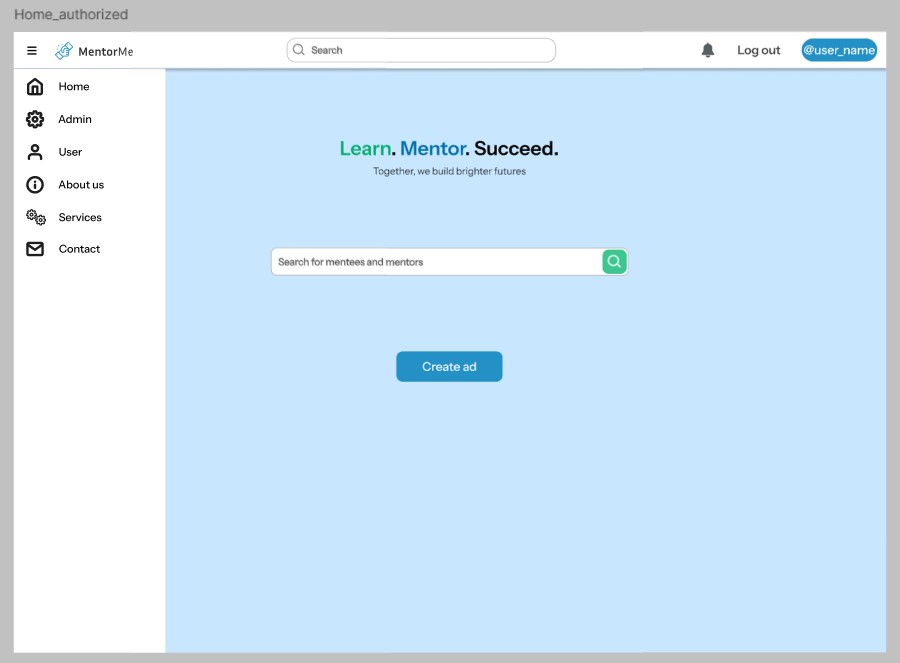 Home_authorized
MentorMe
Search
Log out
@user_name
Home
Admin
User
About us
Services
Contact
Learn. Mentor. Succeed.
Together, we build brighter futures
Search for mentees and mentors
Create ad